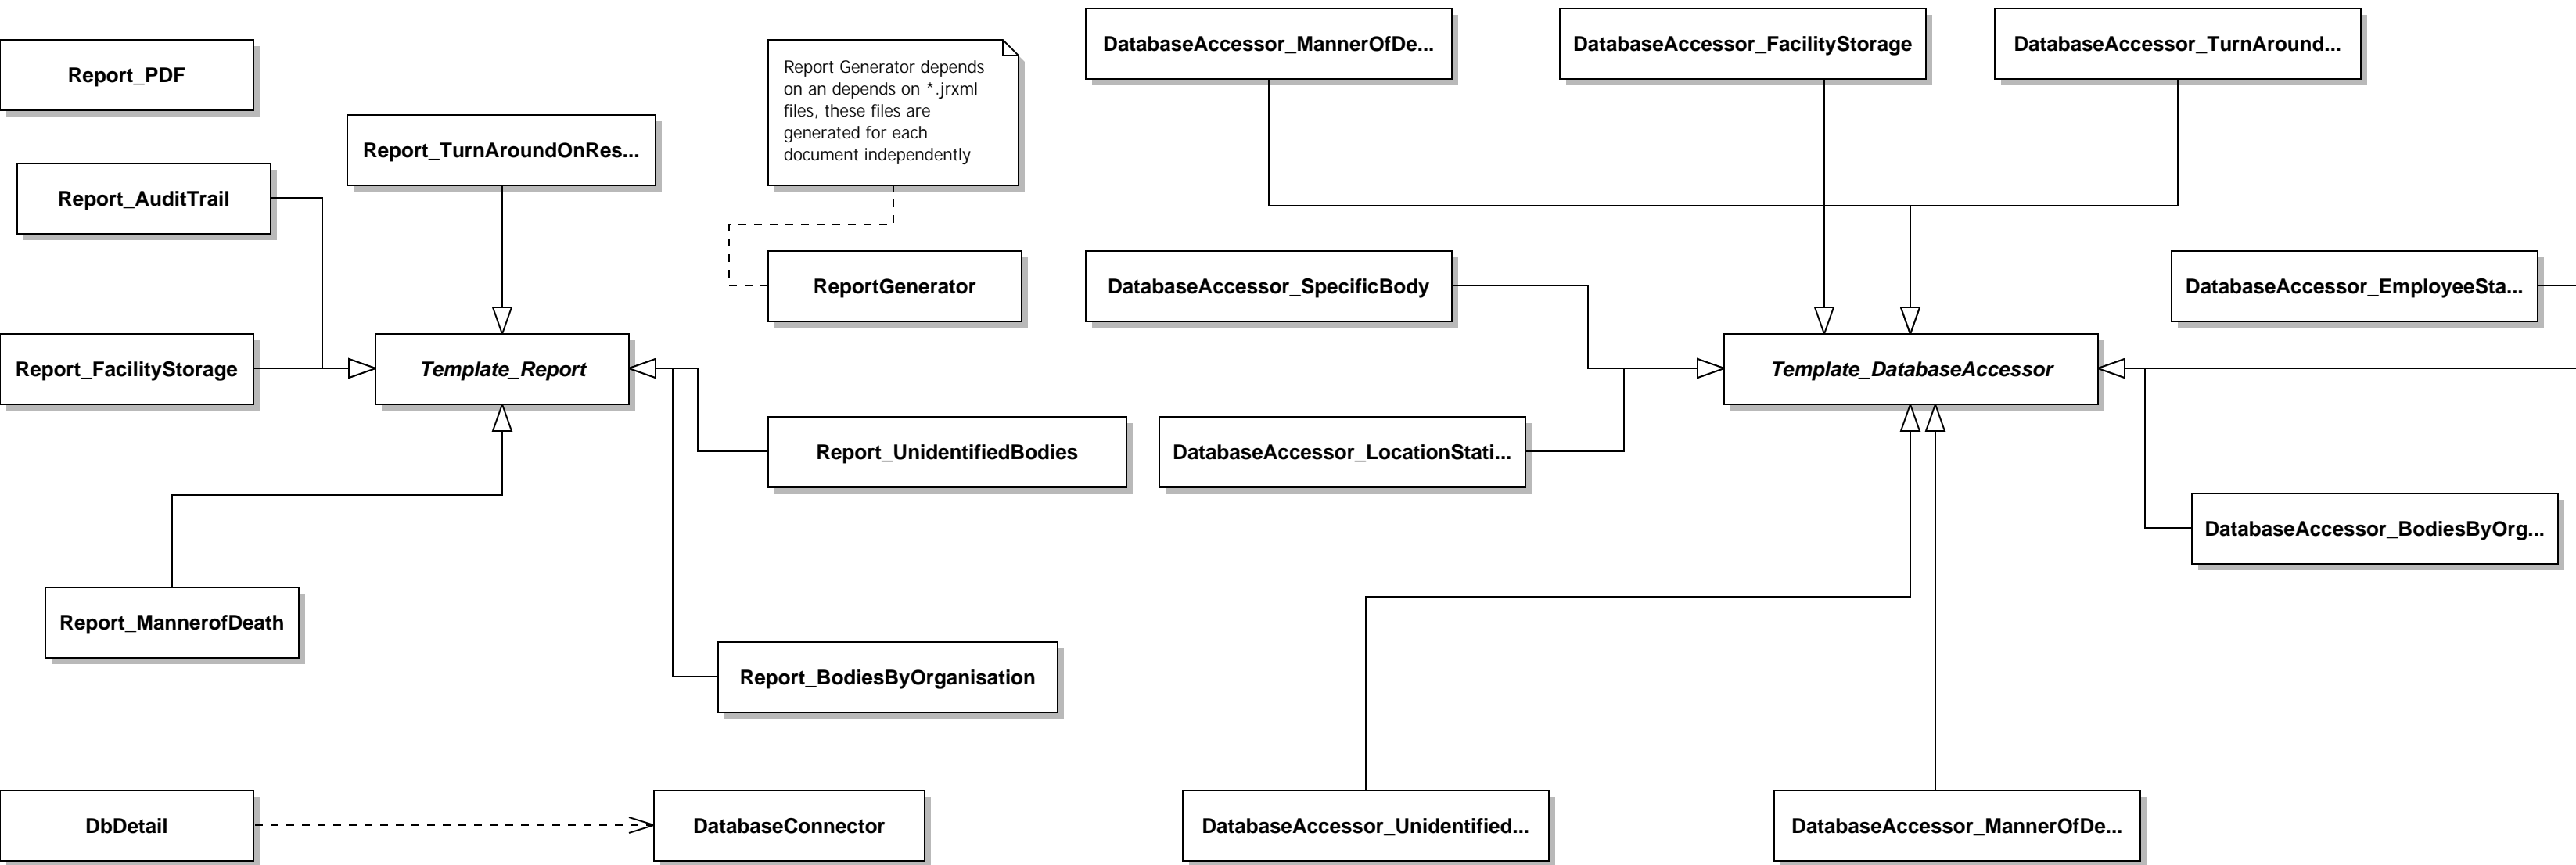 DatabaseAccessor_MannerOfDe...
DatabaseAccessor_FacilityStorage
DatabaseAccessor_TurnAround...
Report_PDF
Report Generator depends
on an depends on *.jrxml
files, these files are
generated for each
document independently
Report_TurnAroundOnRes...
Report_AuditTrail
ReportGenerator
DatabaseAccessor_SpecificBody
DatabaseAccessor_EmployeeSta...
Report_FacilityStorage
Template_Report
Template_DatabaseAccessor
Report_UnidentifiedBodies
DatabaseAccessor_LocationStati...
DatabaseAccessor_BodiesByOrg...
Report_MannerofDeath
Report_BodiesByOrganisation
DbDetail
DatabaseConnector
DatabaseAccessor_Unidentified...
DatabaseAccessor_MannerOfDe...